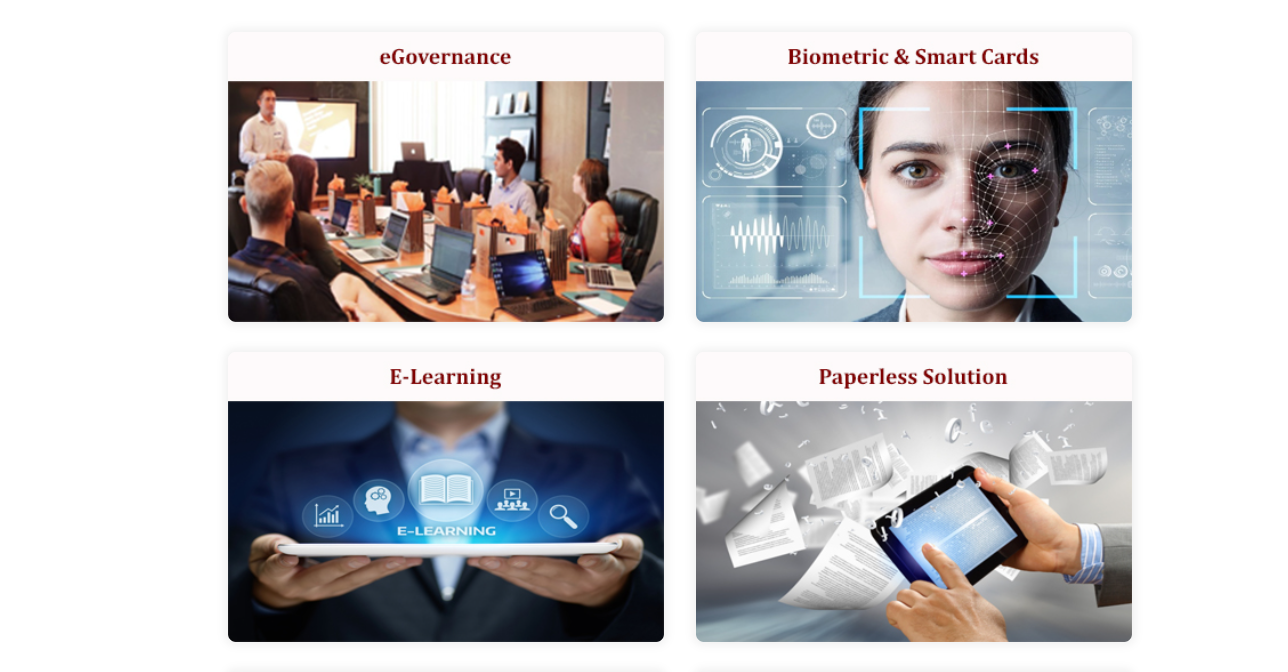 eGovernance
Biometric & Smart Cards
E-Learning
E-LEARNING
Paperless Solution